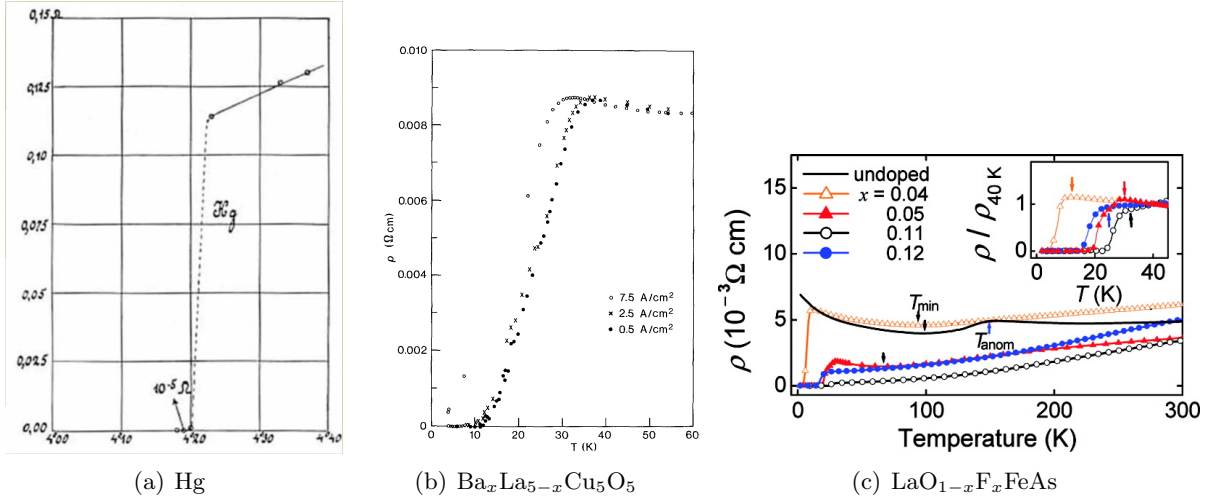 0,15 Ω
0,125
0,10
0,075
0,05
0,025
0,00
Hg
10⁻⁵ Ω
4˙00 4˙10 4˙20 4˙30 4˙40
(a) Hg
0.010
0.008
0.006
0.004
0.002
0
ρ (Ω cm)
○ 7.5 A/cm²
× 2.5 A/cm²
● 0.5 A/cm²
0 10 20 30 40 50 60
T (K)
(b) BaₓLa₅₋ₓCu₅O₅
15
10
5
0
ρ (10⁻³Ω cm)
undoped
x = 0.04
0.05
0.11
0.12
T_min
T_anom
1
0
ρ / ρ₄₀ K
0 20 40
T (K)
0 100 200 300
Temperature (K)
(c) LaO₁₋ₓFₓFeAs